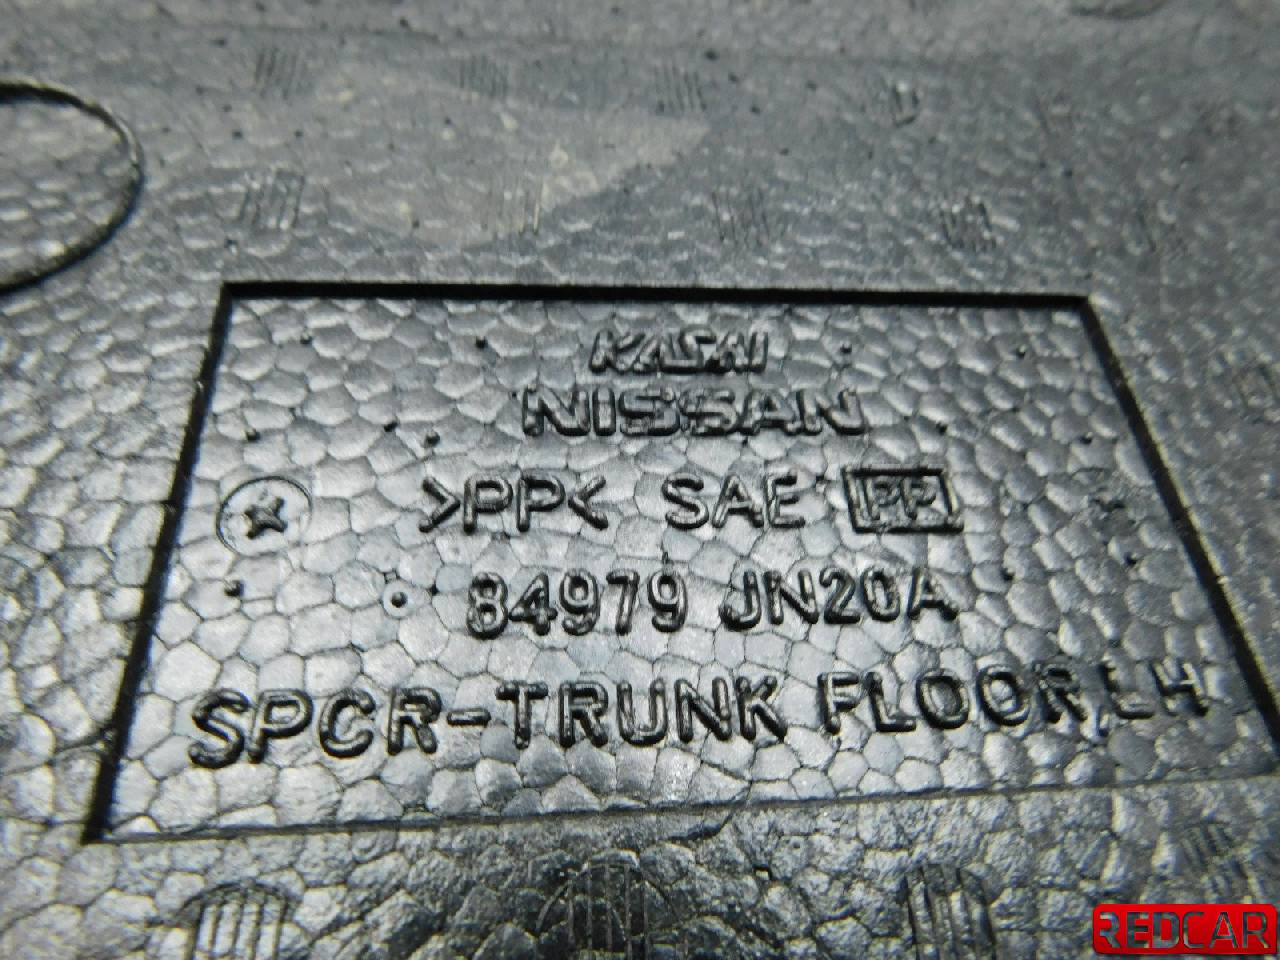 KASAI
NISSAN
>PP< SAE PP
84979 JN20A
SPCR-TRUNK FLOOR,LH
REDCAR